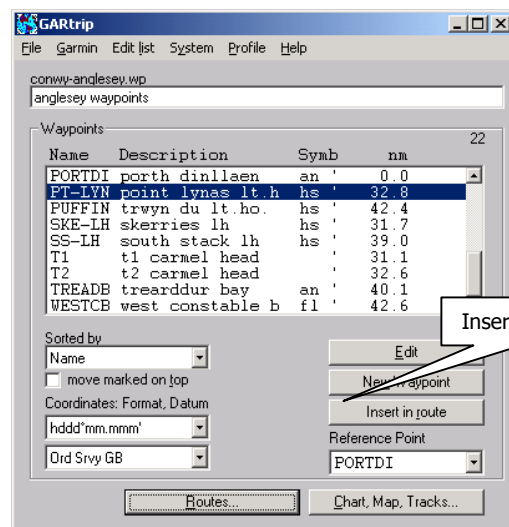 GARtrip
File Garmin Edit list System Profile Help
conwy-anglesey.wp
anglesey waypoints
Waypoints
22
Name Description Symb nm
PORTDI porth dinllaen an ' 0.0
PT-LYN point lynas lt.h hs ' 32.8
PUFFIN trwyn du lt.ho. hs ' 42.4
SKE-LH skerries lh hs ' 31.7
SS-LH south stack lh hs ' 39.0
T1 t1 carmel head ' 31.1
T2 t2 carmel head ' 32.6
TREADB trearddur bay an ' 40.1
WESTCB west constable b fl ' 42.6
Inser
Sorted by
Name
Edit
move marked on top
New Waypoint
Coordinates: Format, Datum
Insert in route
hddd°mm.mmm'
Reference Point
Ord Srvy GB
PORTDI
Routes...
Chart, Map, Tracks...